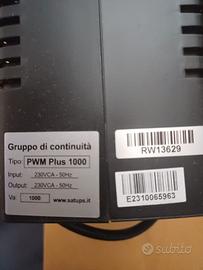 Gruppo di continuità
Tipo PWM Plus 1000
Input: 230VCA - 50Hz
Output: 230VCA - 50Hz
Va 1000 www.satups.it
RW13629
E2310065963
subito